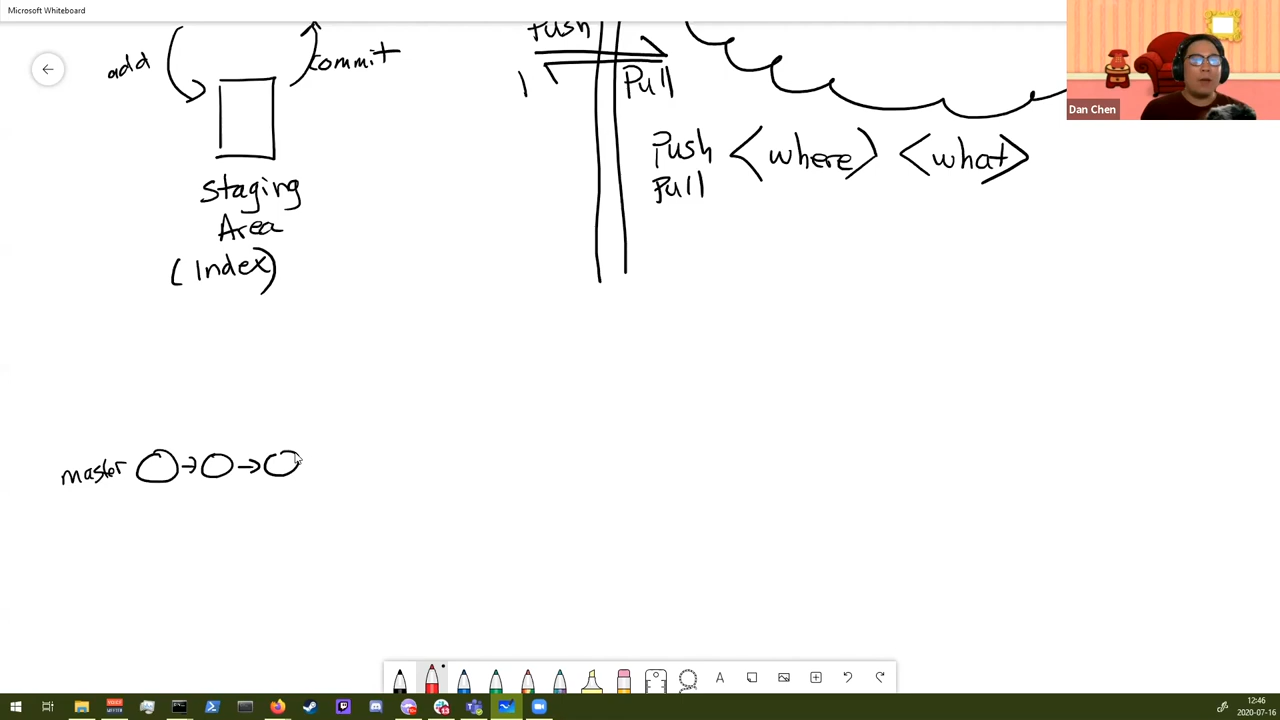 Microsoft Whiteboard
Push
add
commit
Pull
Dan Chen
Push <where> <what>
Pull
Staging
Area
(Index)
master
12:46
2020-07-16